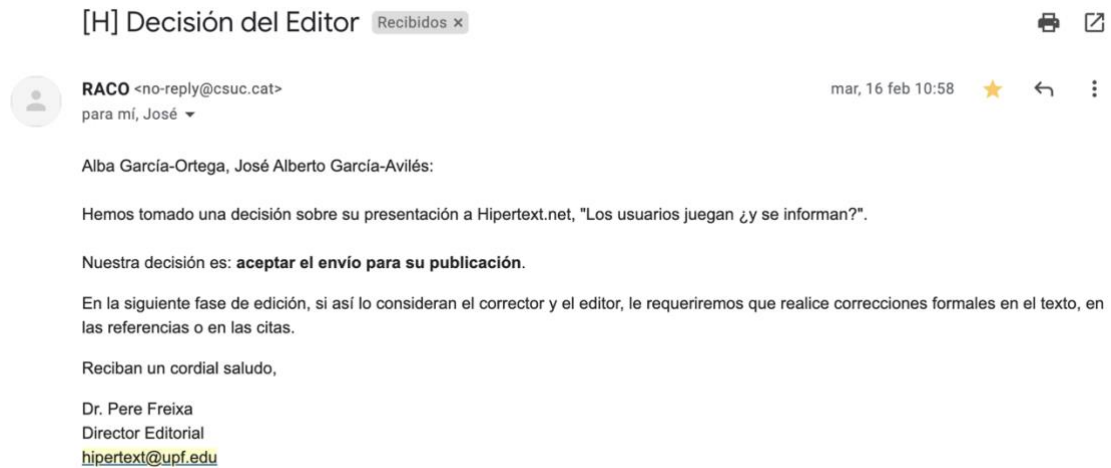 [H] Decisión del Editor Recibidos ×
RACO <no-reply@csuc.cat> mar, 16 feb 10:58
para mí, José
Alba García-Ortega, José Alberto García-Avilés:
Hemos tomado una decisión sobre su presentación a Hipertext.net, "Los usuarios juegan ¿y se informan?".
Nuestra decisión es: aceptar el envío para su publicación.
En la siguiente fase de edición, si así lo consideran el corrector y el editor, le requeriremos que realice correcciones formales en el texto, en
las referencias o en las citas.
Reciban un cordial saludo,
Dr. Pere Freixa
Director Editorial
hipertext@upf.edu